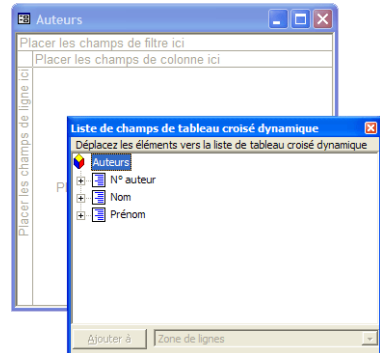 Auteurs
Placer les champs de filtre ici
Placer les champs de colonne ici
Placer les champs de ligne ici
Pl
Liste de champs de tableau croisé dynamique
Déplacez les éléments vers la liste de tableau croisé dynamique
Auteurs
N° auteur
Nom
Prénom
Ajouter à
Zone de lignes